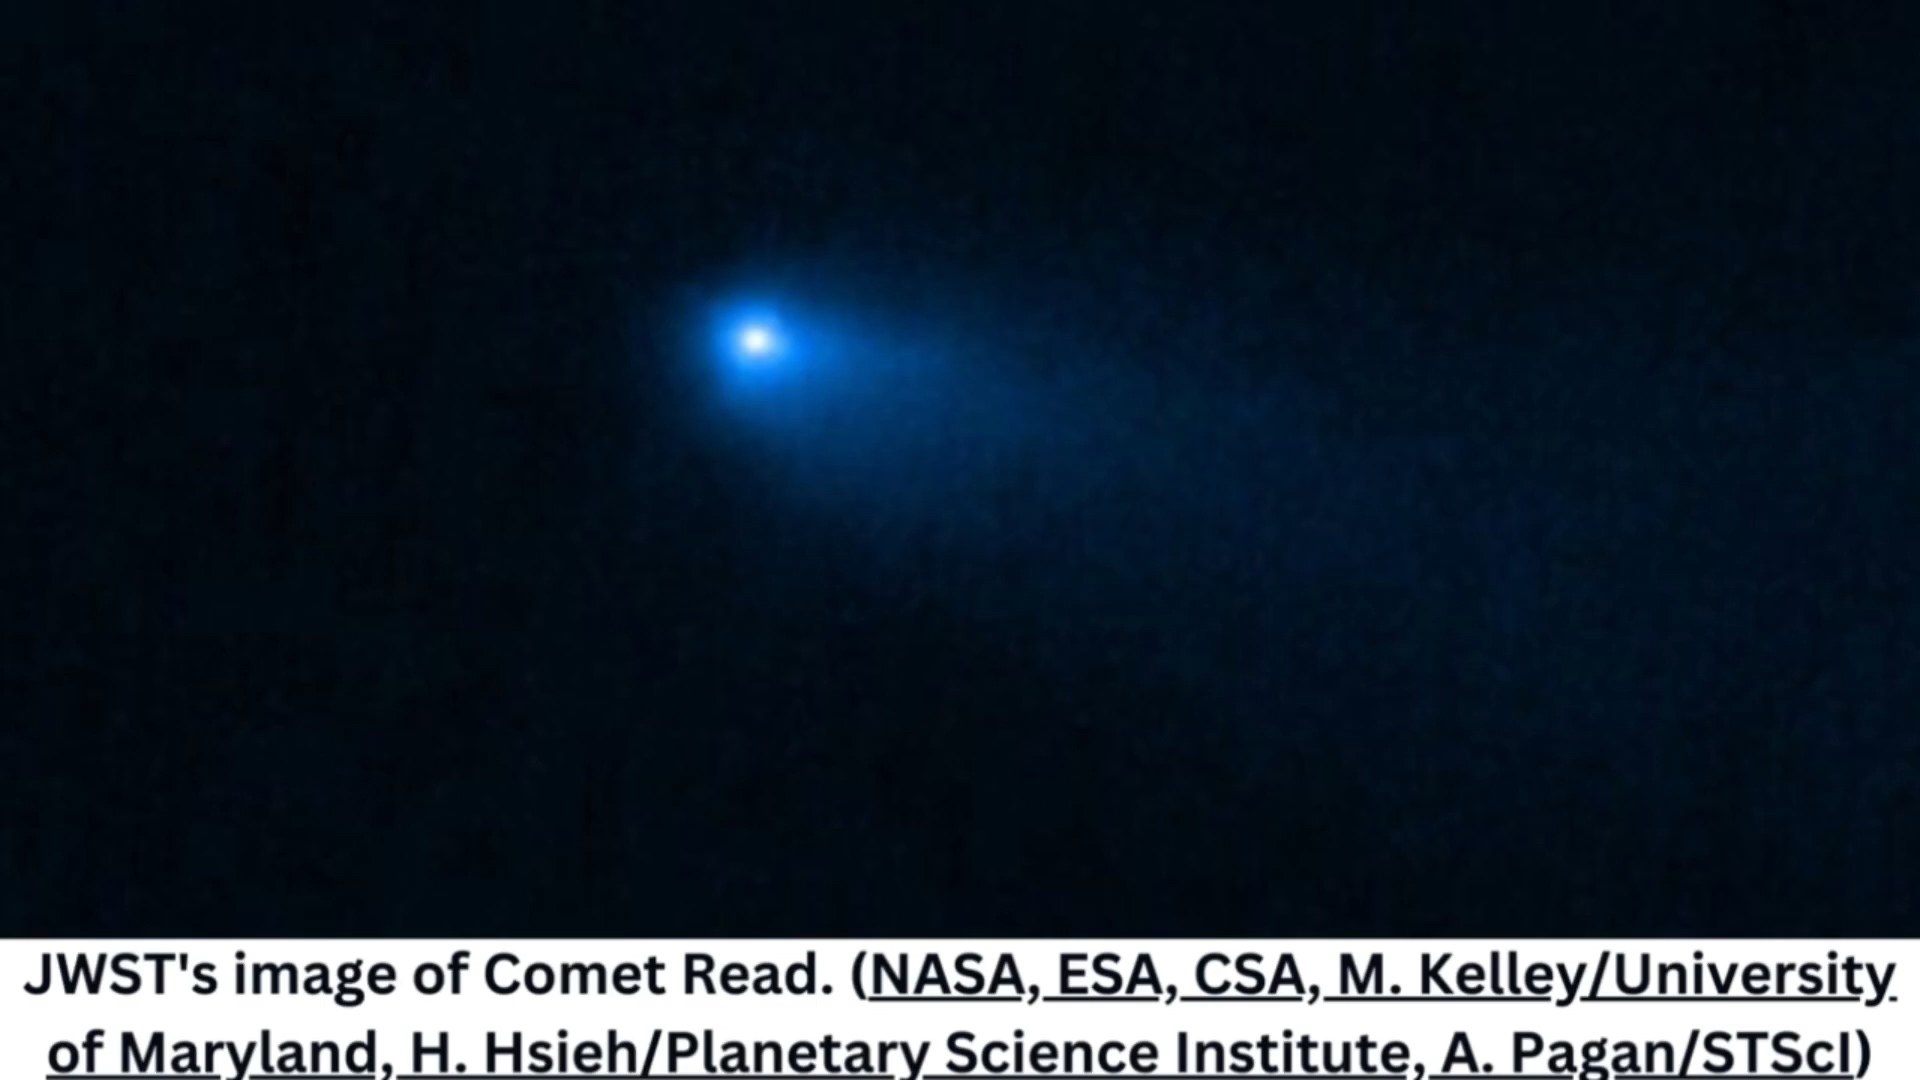 JWST's image of Comet Read. (NASA, ESA, CSA, M. Kelley/University
of Maryland, H. Hsieh/Planetary Science Institute, A. Pagan/STScI)